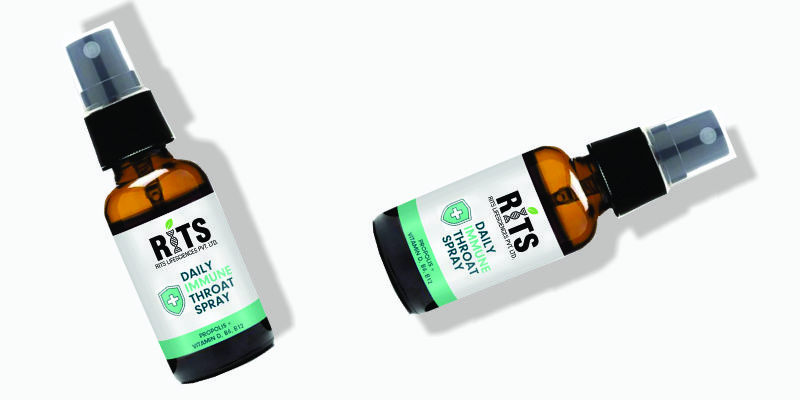 RiTS
RITS LIFESCIENCES PVT. LTD.
DAILY
IMMUNE
THROAT
SPRAY
PROPOLIS +
VITAMIN D, B6, B12
RiTS
RITS LIFESCIENCES PVT. LTD.
DAILY
IMMUNE
THROAT
SPRAY
PROPOLIS +
VITAMIN D, B6, B12